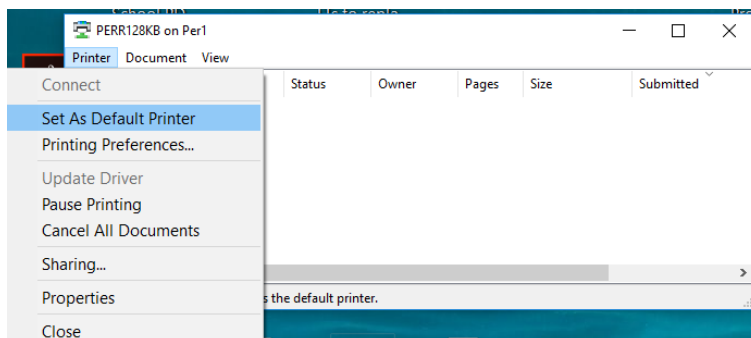 PERR128KB on Per1
Printer Document View
Status Owner Pages Size Submitted
Connect
Set As Default Printer
Printing Preferences...
Update Driver
Pause Printing
Cancel All Documents
Sharing...
Properties
s the default printer.
Close